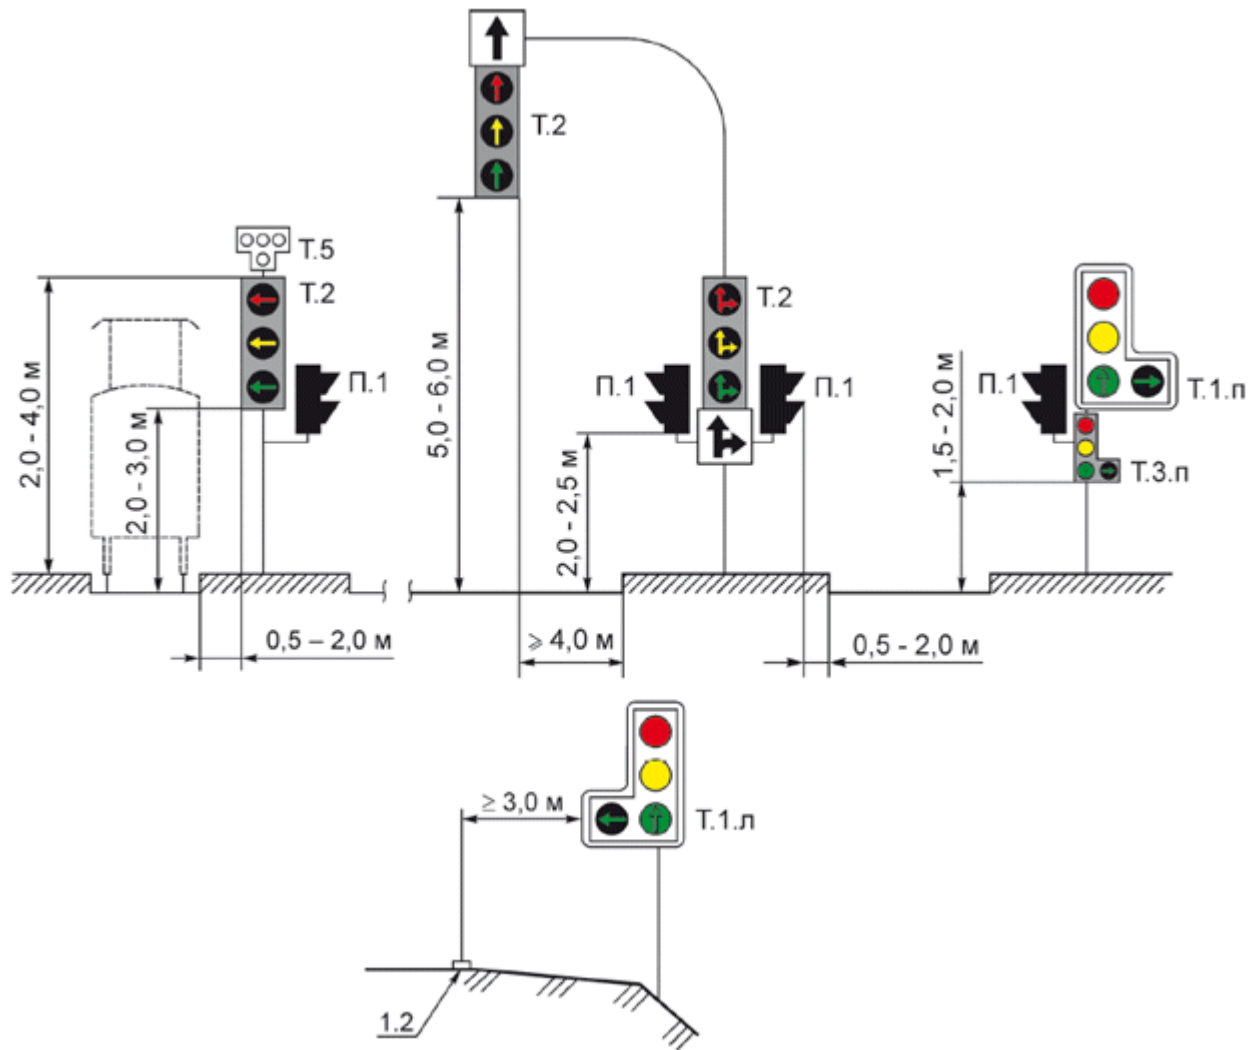 Т.2
Т.5
Т.2
Т.2
П.1
П.1
П.1
П.1
Т.1.п
Т.3.п
2,0 - 4,0 м
2,0 - 3,0 м
5,0 - 6,0 м
2,0 - 2,5 м
1,5 - 2,0 м
0,5 – 2,0 м
⩾ 4,0 м
0,5 - 2,0 м
≥ 3,0 м
Т.1.л
1.2